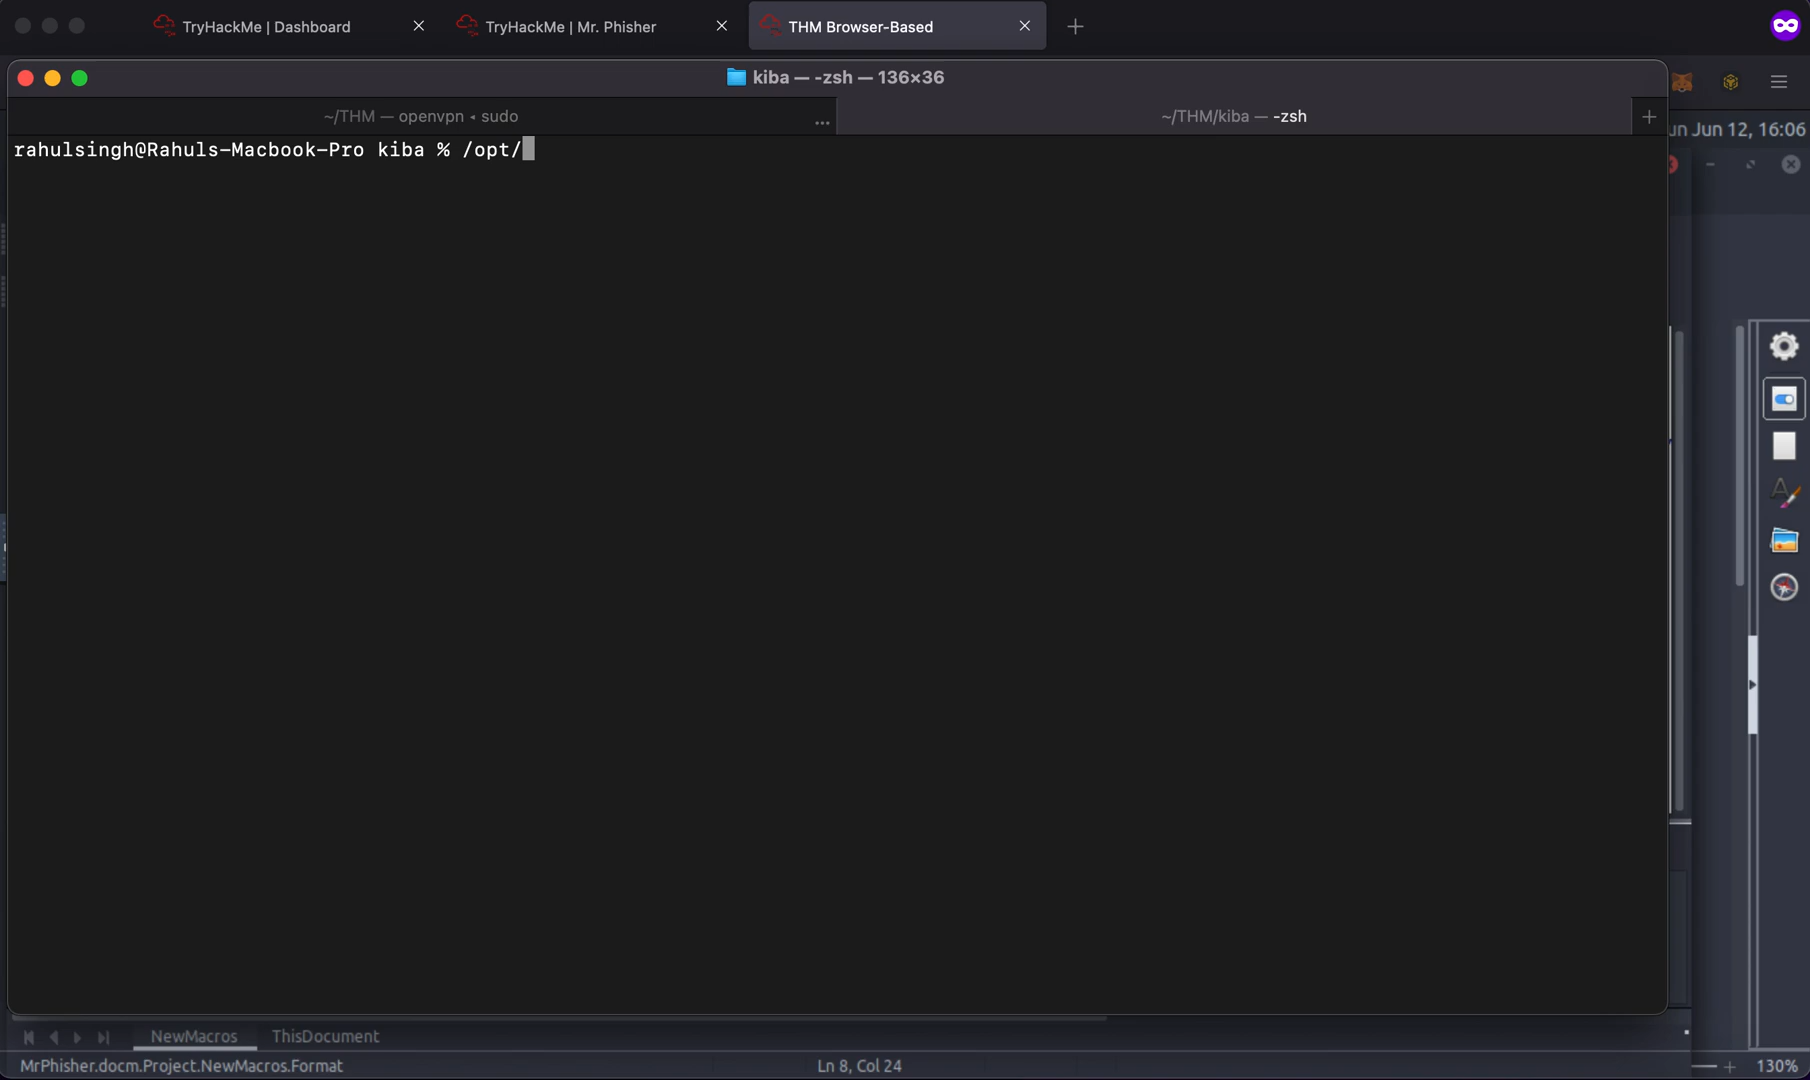 TryHackMe | Dashboard
TryHackMe | Mr. Phisher
THM Browser-Based
kiba — -zsh — 136×36
~/THM — openvpn ◂ sudo
...
~/THM/kiba — -zsh
un Jun 12, 16:06
rahulsingh@Rahuls-Macbook-Pro kiba % /opt/
NewMacros
ThisDocument
MrPhisher.docm.Project.NewMacros.Format
Ln 8, Col 24
130%